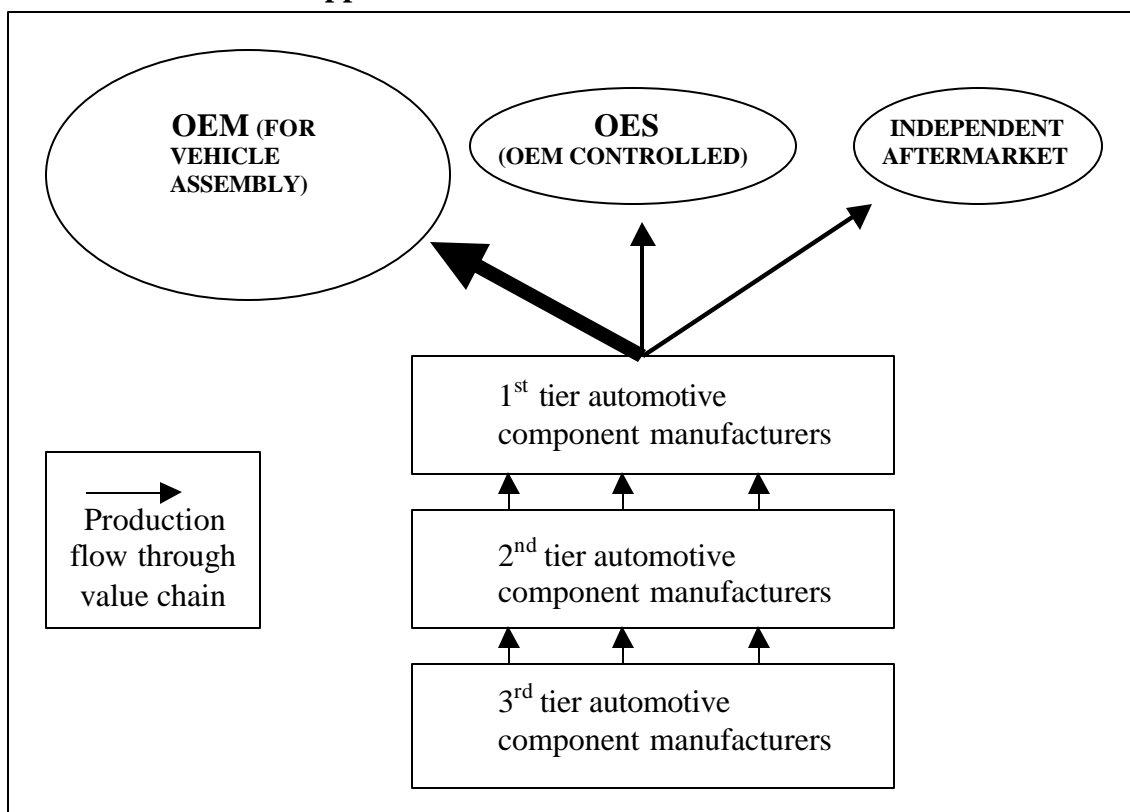 OEM (FOR
VEHICLE
ASSEMBLY)
OES
(OEM CONTROLLED)
INDEPENDENT
AFTERMARKET
1st tier automotive
component manufacturers
Production
flow through
value chain
2nd tier automotive
component manufacturers
3rd tier automotive
component manufacturers